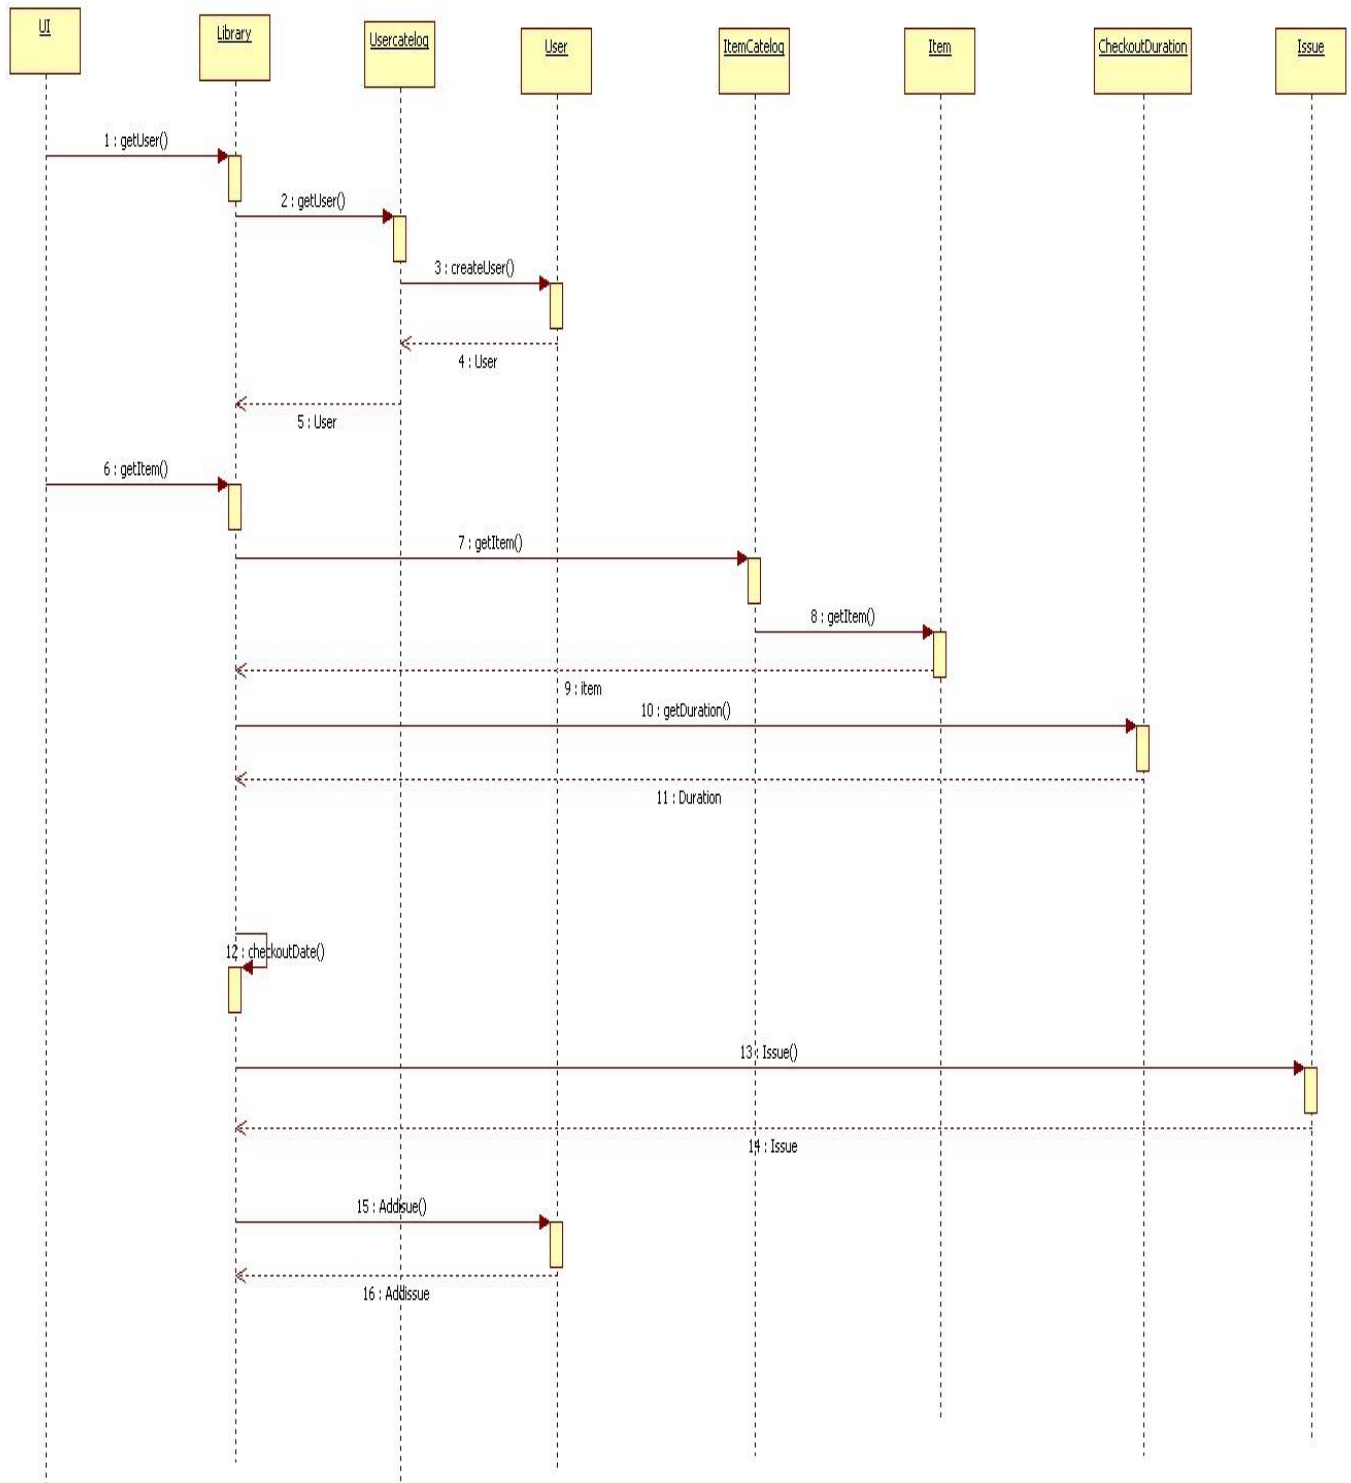 UI
Library
Usercatelog
User
ItemCatelog
Item
CheckoutDuration
Issue
1 : getUser()
2 : getUser()
3 : createUser()
4 : User
5 : User
6 : getItem()
7 : getItem()
8 : getItem()
9 : item
10 : getDuration()
11 : Duration
12 : checkoutDate()
13 : Issue()
14 : Issue
15 : Addisue()
16 : Addissue